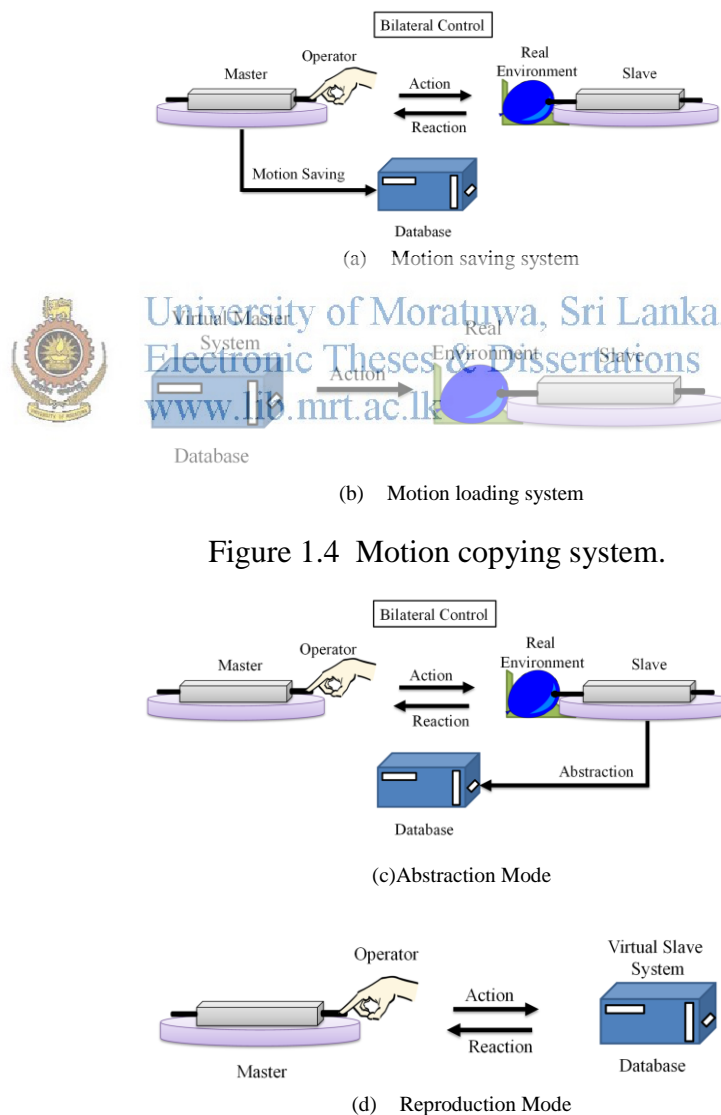 Bilateral Control
Operator
Master
Action
Reaction
Real
Environment
Slave
Motion Saving
Database
(a) Motion saving system
University of Moratuwa, Sri Lanka
Electronic Theses & Dissertations
www.lib.mrt.ac.lk
Virtual Master
System
Action
Real
Environment
Slave
Database
(b) Motion loading system
Figure 1.4 Motion copying system.
Bilateral Control
Operator
Master
Action
Reaction
Real
Environment
Slave
Abstraction
Database
(c)Abstraction Mode
Operator
Master
Action
Reaction
Virtual Slave
System
Database
(d) Reproduction Mode